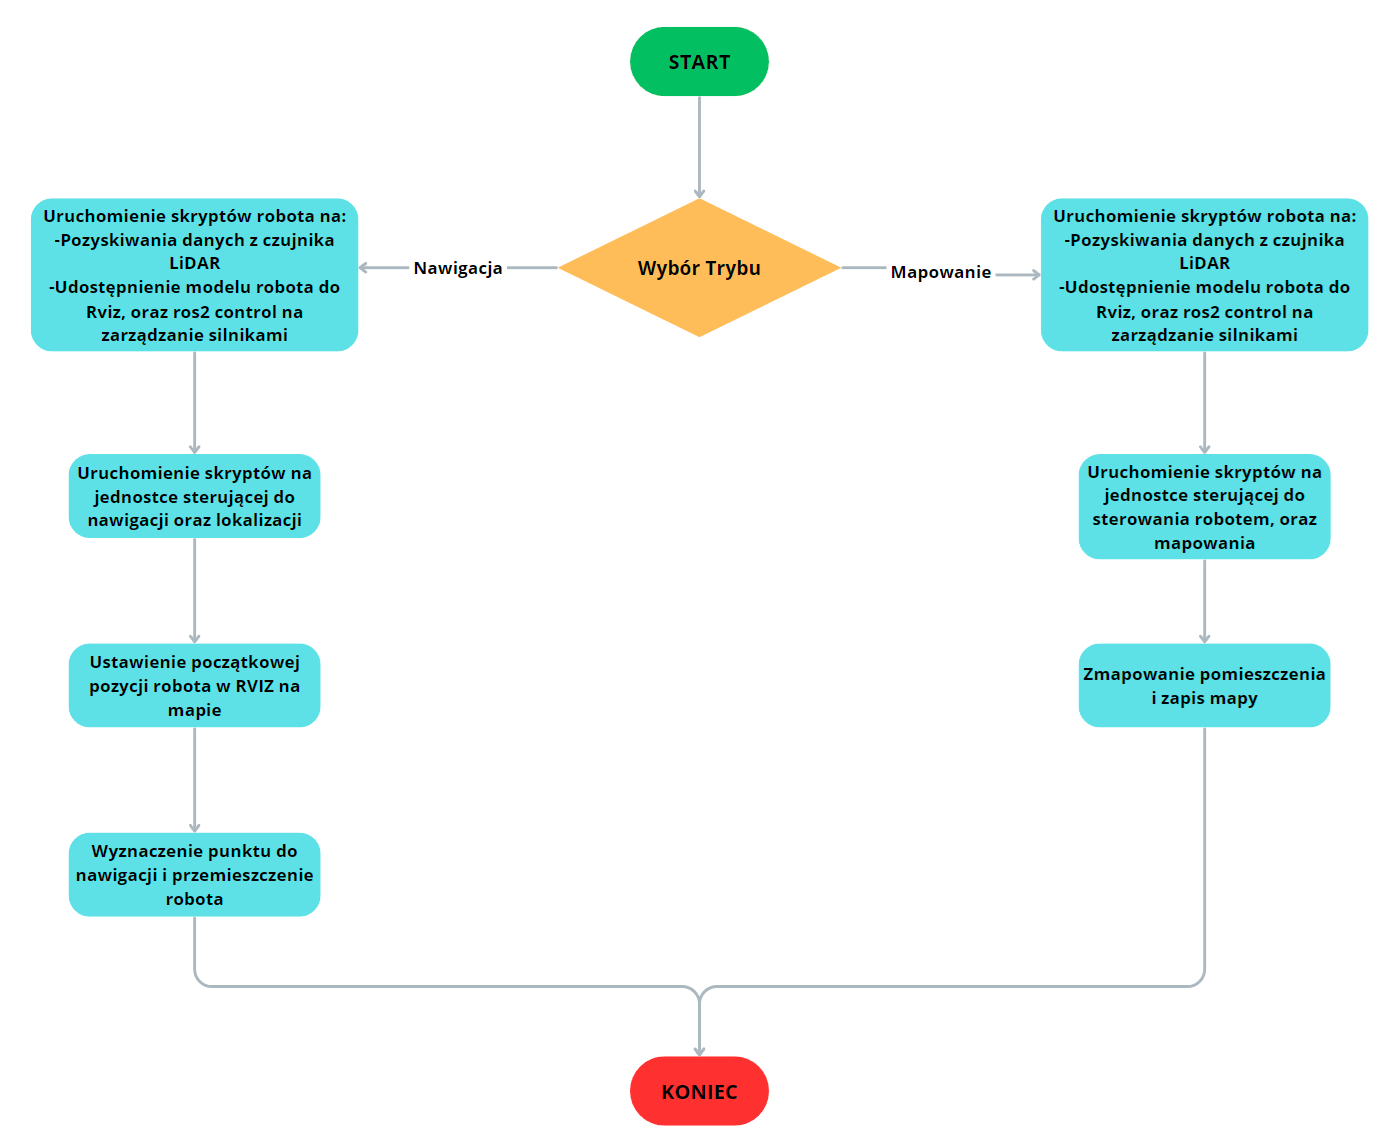 START
Wybór Trybu
Nawigacja
Mapowanie
Uruchomienie skryptów robota na:
-Pozyskiwania danych z czujnika
LiDAR
-Udostępnienie modelu robota do
Rviz, oraz ros2 control na
zarządzanie silnikami
Uruchomienie skryptów na
jednostce sterującej do
nawigacji oraz lokalizacji
Ustawienie początkowej
pozycji robota w RVIZ na
mapie
Wyznaczenie punktu do
nawigacji i przemieszczenie
robota
Uruchomienie skryptów robota na:
-Pozyskiwania danych z czujnika
LiDAR
-Udostępnienie modelu robota do
Rviz, oraz ros2 control na
zarządzanie silnikami
Uruchomienie skryptów na
jednostce sterującej do
sterowania robotem, oraz
mapowania
Zmapowanie pomieszczenia
i zapis mapy
KONIEC